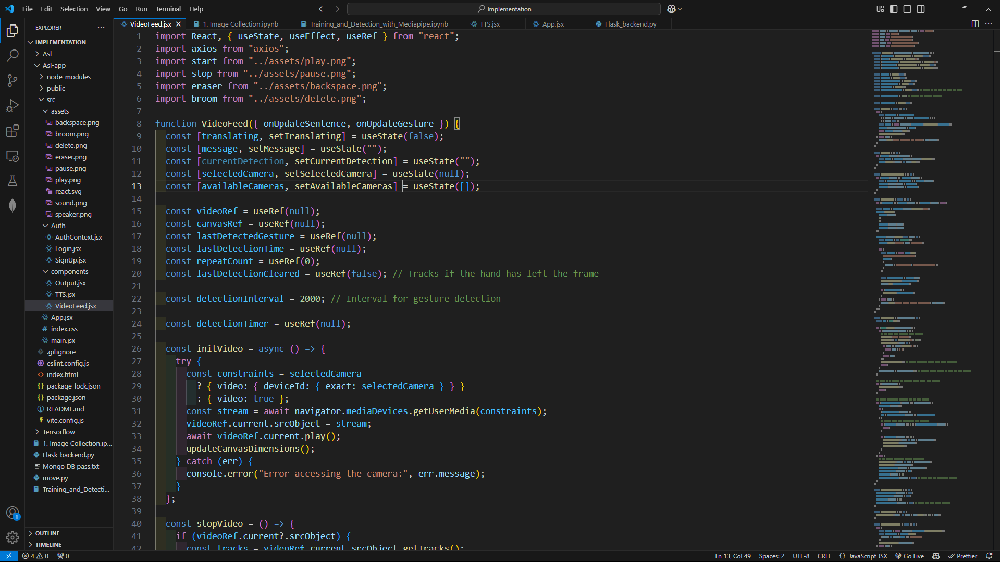 File Edit Selection View Go Run Terminal Help
Implementation
EXPLORER
IMPLEMENTATION
Asl
Asl-app
node_modules
public
src
assets
backspace.png
broom.png
delete.png
eraser.png
pause.png
play.png
react.svg
sound.png
speaker.png
Auth
AuthContext.jsx
Login.jsx
SignUp.jsx
components
Output.jsx
TTS.jsx
VideoFeed.jsx
App.jsx
index.css
main.jsx
.gitignore
eslint.config.js
index.html
package-lock.json
package.json
README.md
vite.config.js
Tensorflow
1. Image Collection.ip...
Flask_backend.py
Mongo DB pass.txt
move.py
Training_and_Detecti...
OUTLINE
TIMELINE
VideoFeed.jsx 1. Image Collection.ipynb Training_and_Detection_with_Mediapipe.ipynb TTS.jsx App.jsx Flask_backend.py
1 import React, { useState, useEffect, useRef } from "react";
2 import axios from "axios";
3 import start from "../assets/play.png";
4 import stop from "../assets/pause.png";
5 import eraser from "../assets/backspace.png";
6 import broom from "../assets/delete.png";
7
8 function VideoFeed({ onUpdateSentence, onUpdateGesture }) {
9 const [translating, setTranslating] = useState(false);
10 const [message, setMessage] = useState("");
11 const [currentDetection, setCurrentDetection] = useState("");
12 const [selectedCamera, setSelectedCamera] = useState(null);
13 const [availableCameras, setAvailableCameras] = useState([]);
14
15 const videoRef = useRef(null);
16 const canvasRef = useRef(null);
17 const lastDetectedGesture = useRef(null);
18 const lastDetectionTime = useRef(null);
19 const repeatCount = useRef(0);
20 const lastDetectionCleared = useRef(false); // Tracks if the hand has left the frame
21
22 const detectionInterval = 2000; // Interval for gesture detection
23
24 const detectionTimer = useRef(null);
25
26 const initVideo = async () => {
27 try {
28 const constraints = selectedCamera
29 ? { video: { deviceId: { exact: selectedCamera } } }
30 : { video: true };
31 const stream = await navigator.mediaDevices.getUserMedia(constraints);
32 videoRef.current.srcObject = stream;
33 await videoRef.current.play();
34 updateCanvasDimensions();
35 } catch (err) {
36 console.error("Error accessing the camera:", err.message);
37 }
38 };
39
40 const stopVideo = () => {
41 if (videoRef.current?.srcObject) {
42 const tracks = videoRef.current.srcObject.getTracks();
1
4 0 0
Ln 13, Col 49 Spaces: 2 UTF-8 CRLF {} JavaScript JSX Go Live Prettier